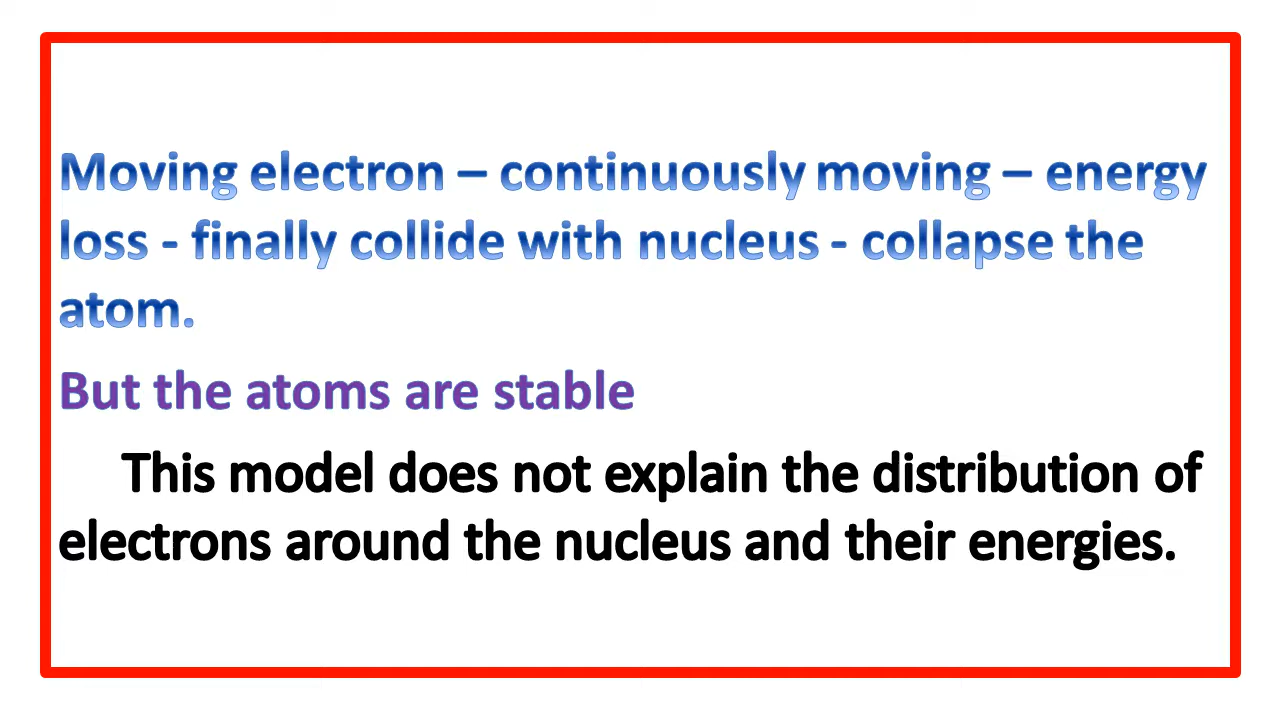 Moving electron – continuously moving – energy
loss - finally collide with nucleus - collapse the
atom.
But the atoms are stable
This model does not explain the distribution of
electrons around the nucleus and their energies.